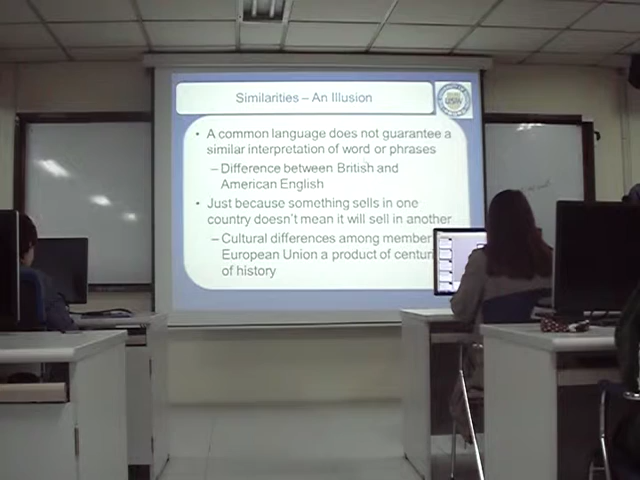 Similarities – An Illusion
• A common language does not guarantee a
similar interpretation of word or phrases
– Difference between British and
American English
• Just because something sells in one
country doesn't mean it will sell in another
– Cultural differences among member
European Union a product of centur
of history